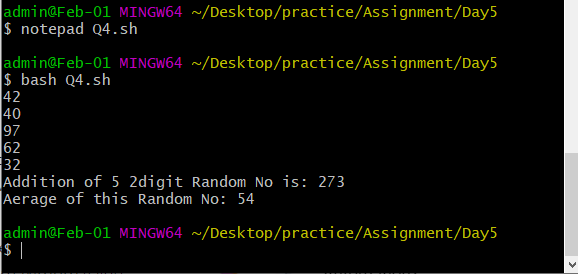 admin@Feb-01 MINGW64 ~/Desktop/practice/Assignment/Day5
$ notepad Q4.sh
admin@Feb-01 MINGW64 ~/Desktop/practice/Assignment/Day5
$ bash Q4.sh
42
40
97
62
32
Addition of 5 2digit Random No is: 273
Aerage of this Random No: 54
admin@Feb-01 MINGW64 ~/Desktop/practice/Assignment/Day5
$